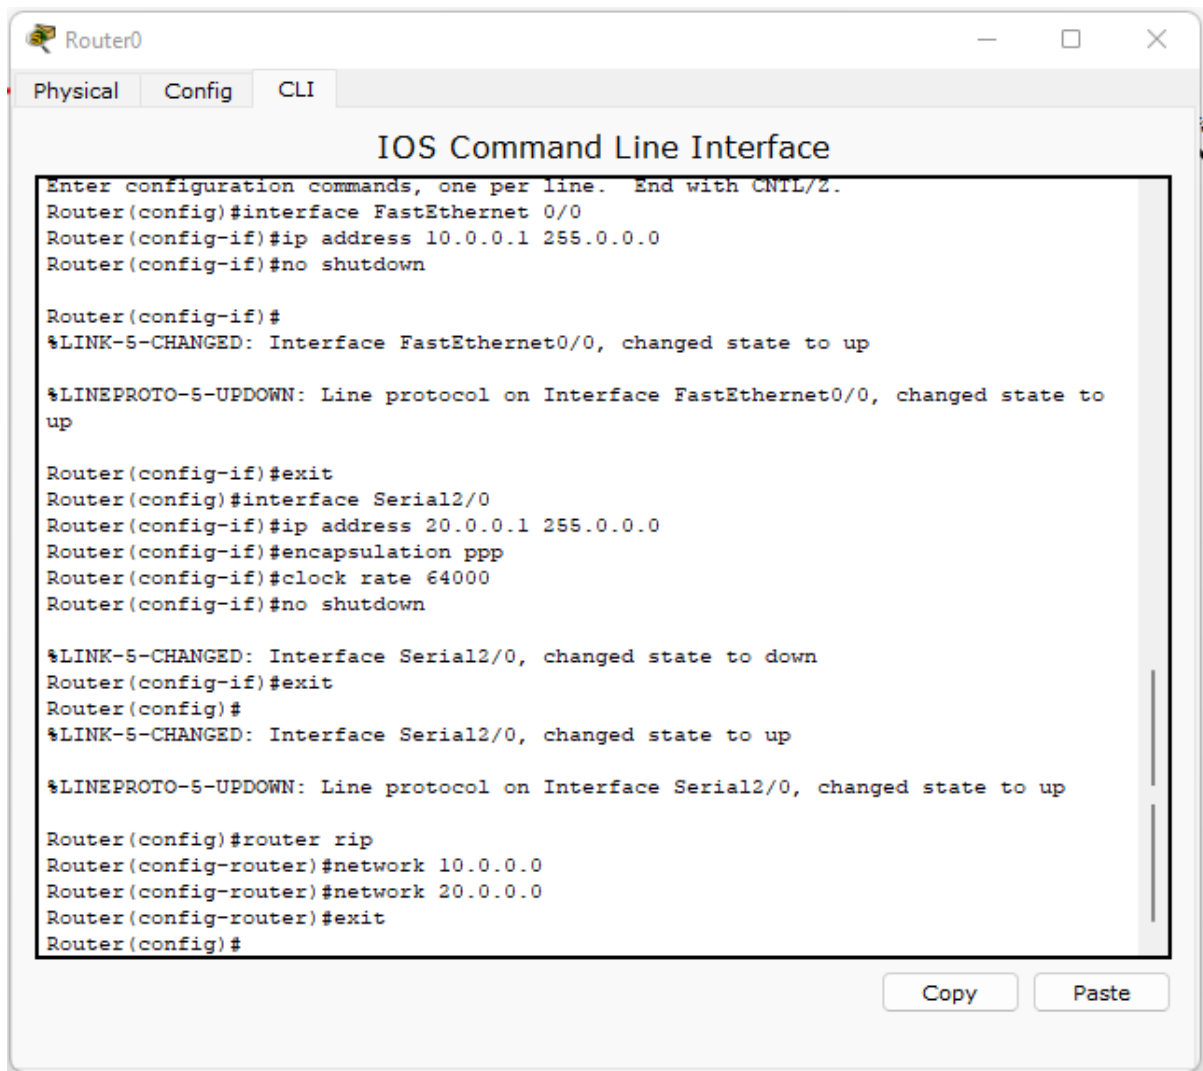 Router0
Physical Config CLI
IOS Command Line Interface
Enter configuration commands, one per line.  End with CNTL/Z.
Router(config)#interface FastEthernet 0/0
Router(config-if)#ip address 10.0.0.1 255.0.0.0
Router(config-if)#no shutdown
Router(config-if)#
%LINK-5-CHANGED: Interface FastEthernet0/0, changed state to up
%LINEPROTO-5-UPDOWN: Line protocol on Interface FastEthernet0/0, changed state to
up
Router(config-if)#exit
Router(config)#interface Serial2/0
Router(config-if)#ip address 20.0.0.1 255.0.0.0
Router(config-if)#encapsulation ppp
Router(config-if)#clock rate 64000
Router(config-if)#no shutdown
%LINK-5-CHANGED: Interface Serial2/0, changed state to down
Router(config-if)#exit
Router(config)#
%LINK-5-CHANGED: Interface Serial2/0, changed state to up
%LINEPROTO-5-UPDOWN: Line protocol on Interface Serial2/0, changed state to up
Router(config)#router rip
Router(config-router)#network 10.0.0.0
Router(config-router)#network 20.0.0.0
Router(config-router)#exit
Router(config)#
Copy Paste